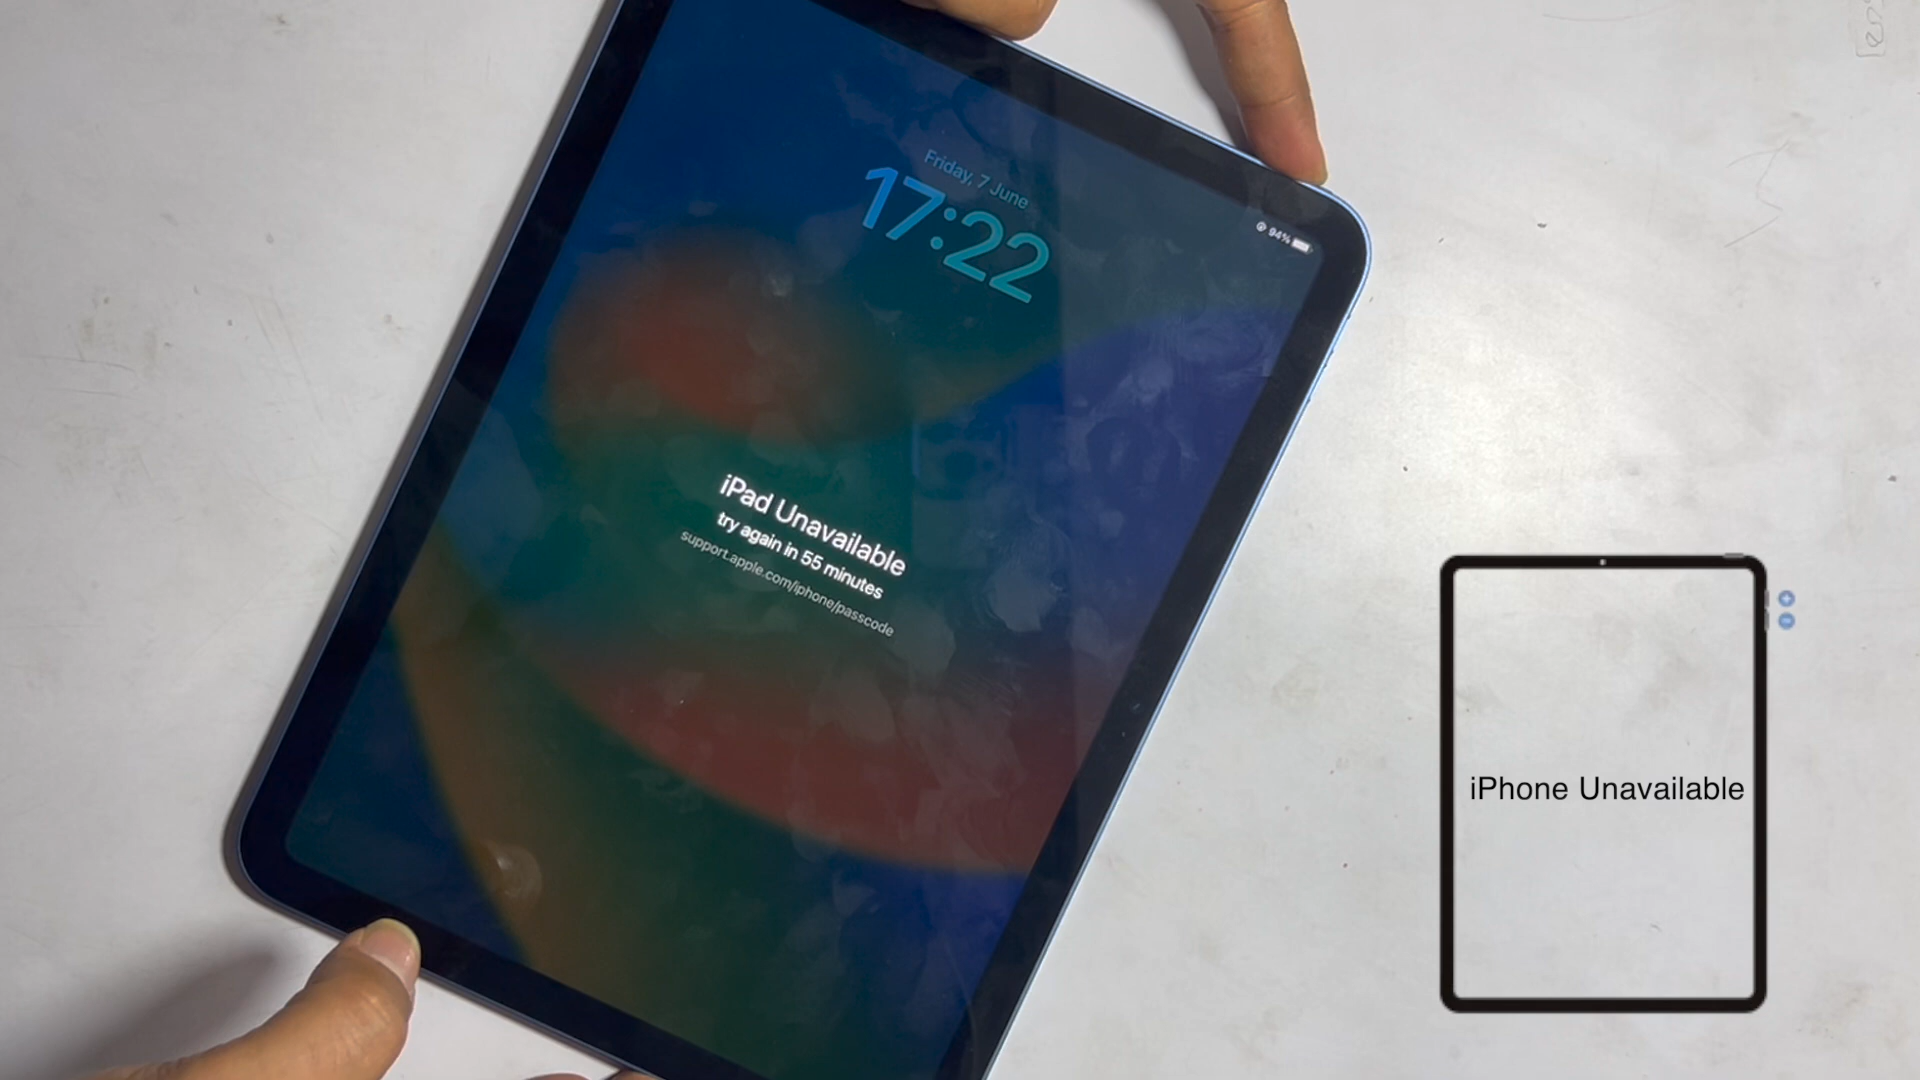 Friday, 7 June
17:22
94%
iPad Unavailable
try again in 55 minutes
support.apple.com/iphone/passcode
iPhone Unavailable